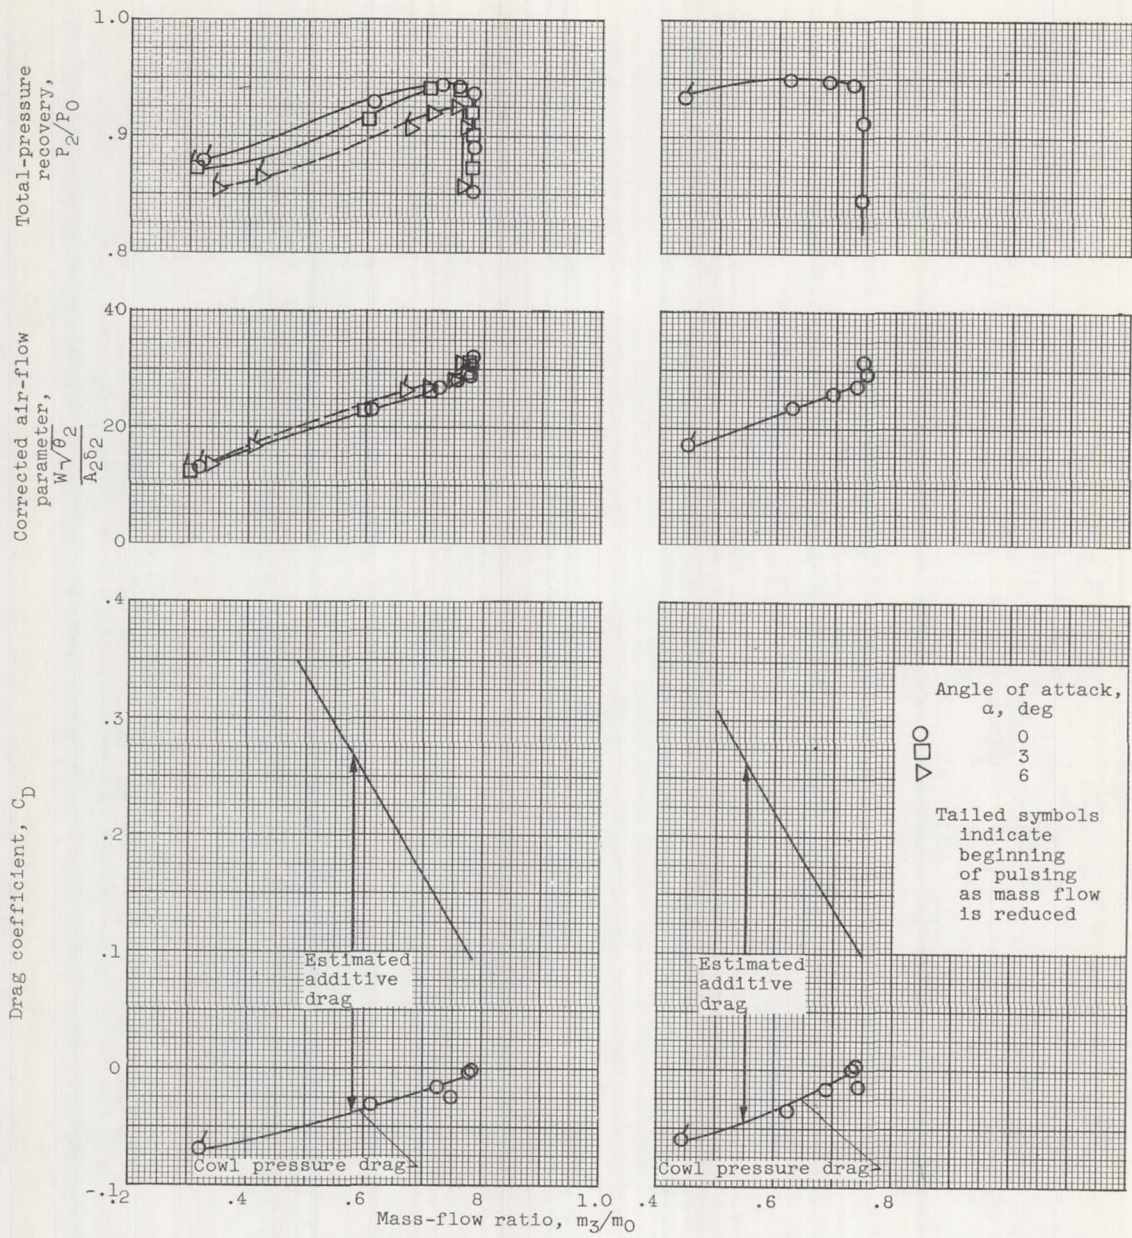 1.0
.9
.8
Total-pressure
recovery,
P2/P0
40
20
0
Corrected air-flow
parameter,
W√θ2
A2δ2
.4
.3
.2
.1
0
-.1
Drag coefficient, CD
Estimated
additive
drag
Cowl pressure drag
Estimated
additive
drag
Cowl pressure drag
Angle of attack,
α, deg
0
3
6
Tailed symbols
indicate
beginning
of pulsing
as mass flow
is reduced
.2 .4 .6 .8 1.0 .4 .6 .8
Mass-flow ratio, m3/m0